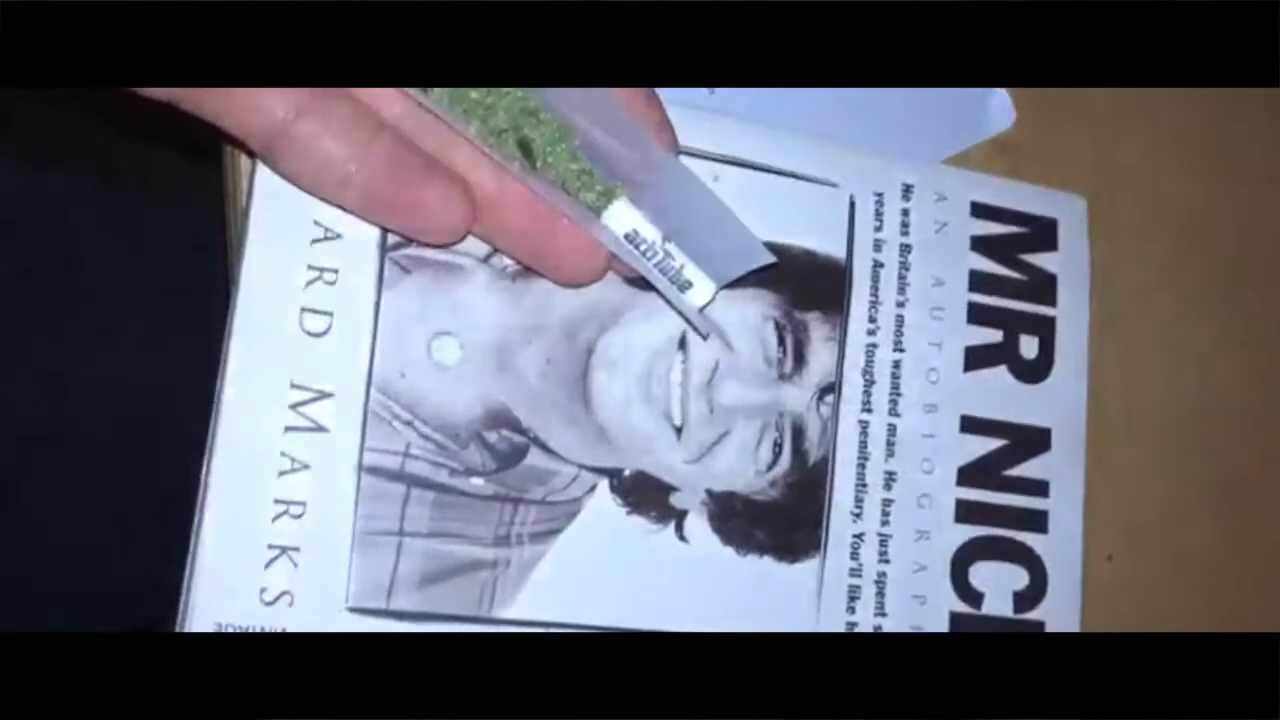 MR NIC
AN AUTOBIOGRAP
He was Britain's most wanted man. He has just spent s
years in America's toughest penitentiary. You'll like h
actiTube
ARD MARKS
VINTAGE